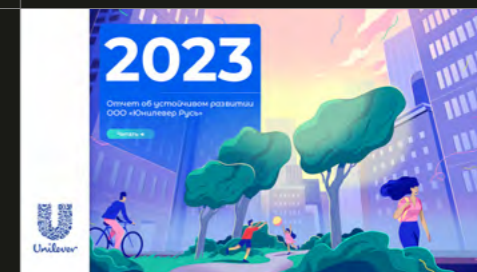 2023
Отчет об устойчивом развитии
ООО «Юнилевер Русь»
Читать
Unilever